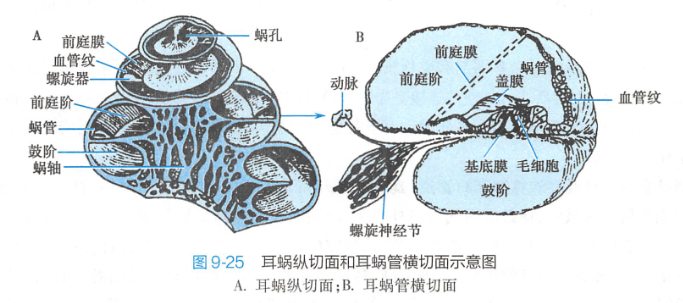 A
前庭膜
血管纹
螺旋器
前庭阶
蜗管
鼓阶
蜗轴
蜗孔
B
前庭膜
前庭阶
蜗管
盖膜
动脉
血管纹
基底膜 毛细胞
鼓阶
螺旋神经节
图9-25 耳蜗纵切面和耳蜗管横切面示意图
A. 耳蜗纵切面;B. 耳蜗管横切面